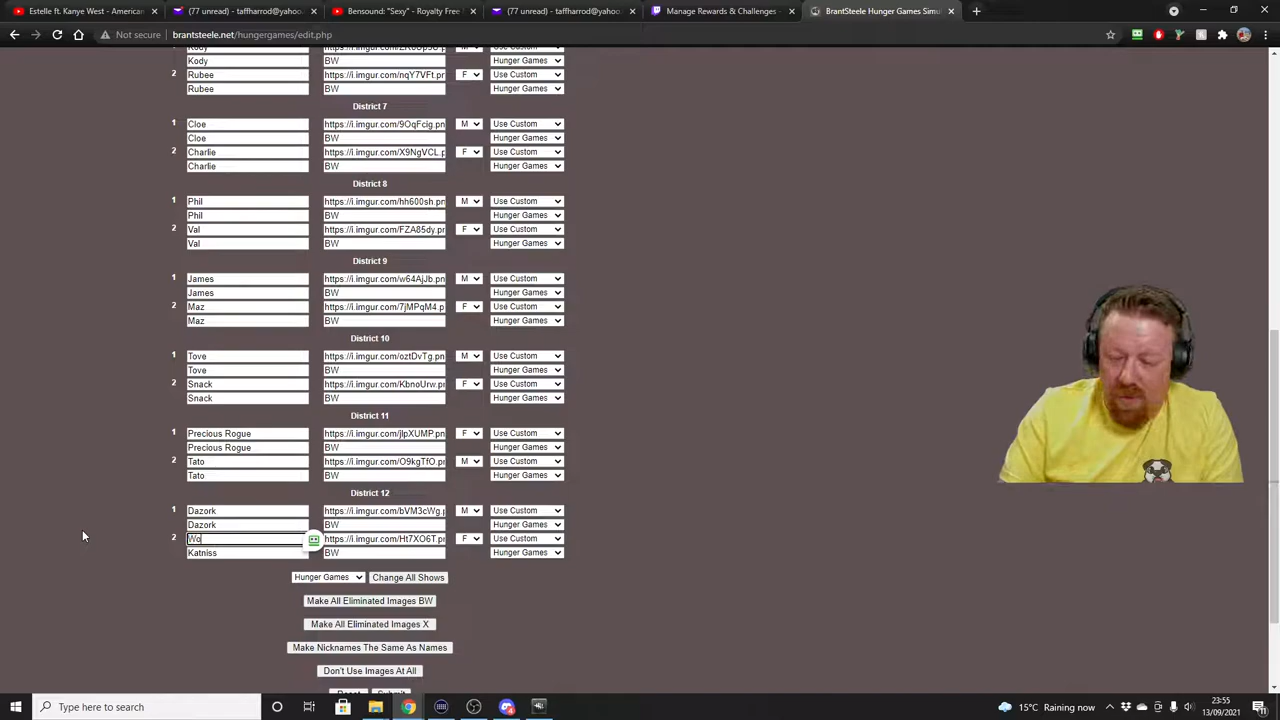 Estelle ft. Kanye West - American
(77 unread) - taffharrod@yahoo
Bensound: "Sexy" - Royalty Free
(77 unread) - taffharrod@yahoo
Manage Rewards & Challenges -
BrantSteele Hunger Games Simu
Not secure | brantsteele.net/hungergames/edit.php
Kody M
Kody BW Hunger Games
2 Rubee https://i.imgur.com/nqY7VFt.pr F Use Custom
Rubee BW Hunger Games
District 7
1 Cloe https://i.imgur.com/9OqFcig.pn M Use Custom
Cloe BW Hunger Games
2 Charlie https://i.imgur.com/X9NgVCL.p F Use Custom
Charlie BW Hunger Games
District 8
1 Phil https://i.imgur.com/hh600sh.pn M Use Custom
Phil BW Hunger Games
2 Val https://i.imgur.com/FZA85dy.pn F Use Custom
Val BW Hunger Games
District 9
1 James https://i.imgur.com/w64AjJb.pn M Use Custom
James BW Hunger Games
2 Maz https://i.imgur.com/7jMPqM4.p F Use Custom
Maz BW Hunger Games
District 10
1 Tove https://i.imgur.com/oztDvTg.pn M Use Custom
Tove BW Hunger Games
2 Snack https://i.imgur.com/KbnoUrw.pr F Use Custom
Snack BW Hunger Games
District 11
1 Precious Rogue https://i.imgur.com/jlpXUMP.pn F Use Custom
Precious Rogue BW Hunger Games
2 Tato https://i.imgur.com/O9kgTfO.pn M Use Custom
Tato BW Hunger Games
District 12
1 Dazork https://i.imgur.com/bVM3cWg.p M Use Custom
Dazork BW Hunger Games
2 Wo https://i.imgur.com/Ht7XO6T.pr F Use Custom
Katniss BW Hunger Games
Hunger Games Change All Shows
Make All Eliminated Images BW
Make All Eliminated Images X
Make Nicknames The Same As Names
Don't Use Images At All
Reset Submit
Type here to search
15°C Raining now
23:55
13/09/2021